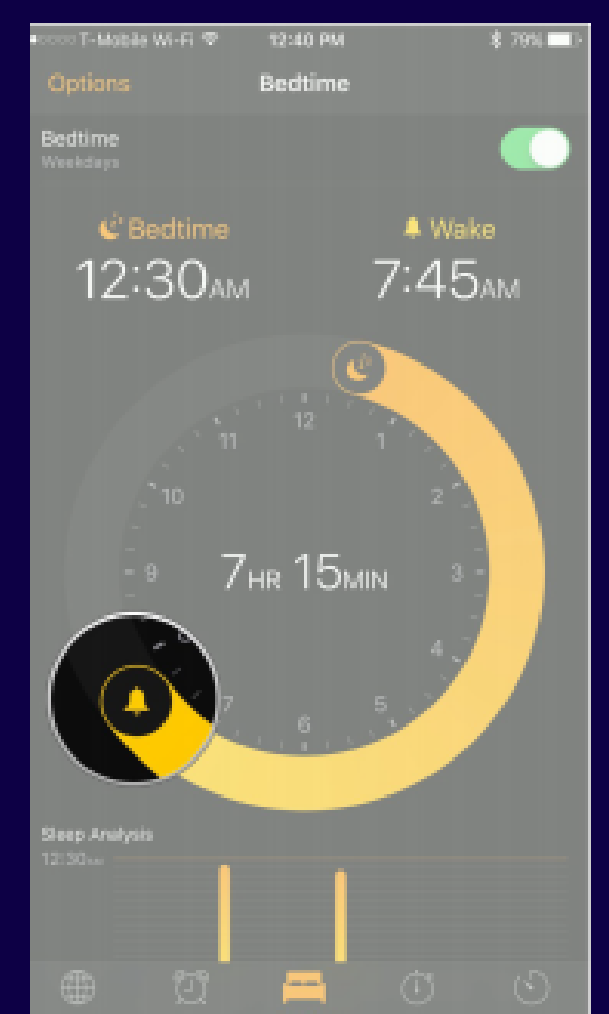 T-Mobile Wi-Fi 12:40 PM 79%
Options Bedtime
Bedtime
Weekdays
Bedtime Wake
12:30AM 7:45AM
12
11 1
10 2
7HR 15MIN
9 3
4
7 5
6
Sleep Analysis
12:30AM